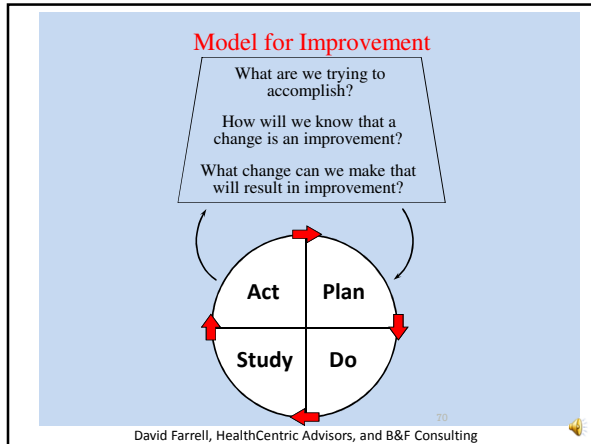 Model for Improvement
What are we trying to
accomplish?
How will we know that a
change is an improvement?
What change can we make that
will result in improvement?
Act
Plan
Study
Do
70
David Farrell, HealthCentric Advisors, and B&F Consulting